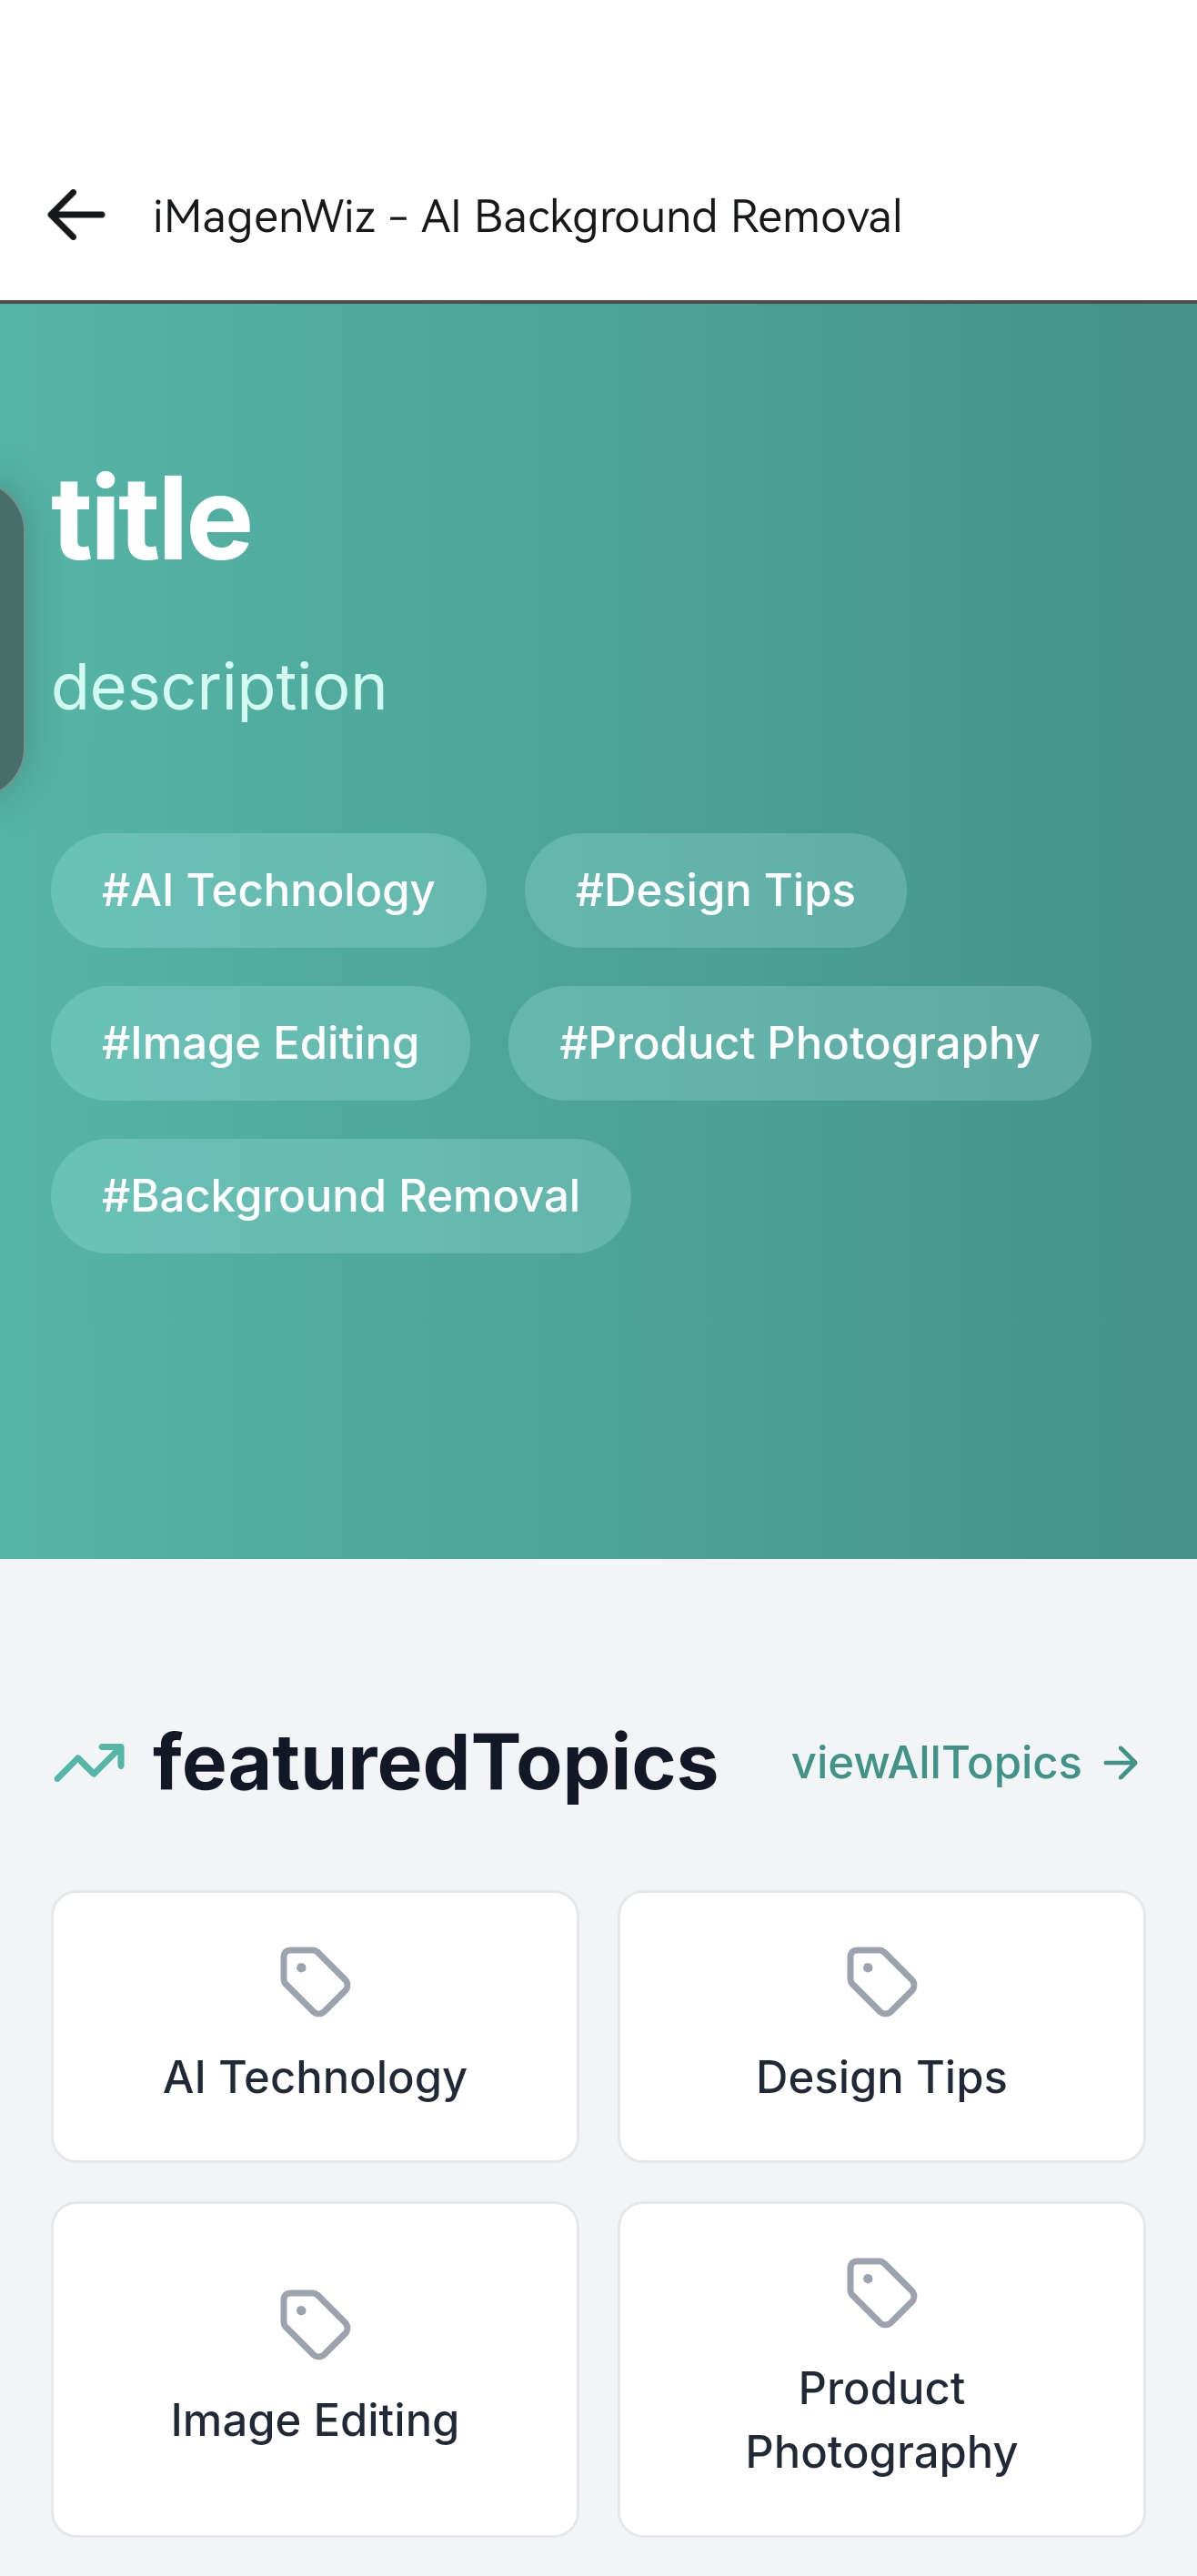 iMagenWiz - AI Background Removal
title
description
#AI Technology
#Design Tips
#Image Editing
#Product Photography
#Background Removal
featuredTopics
viewAllTopics
AI Technology
Design Tips
Image Editing
Product
Photography